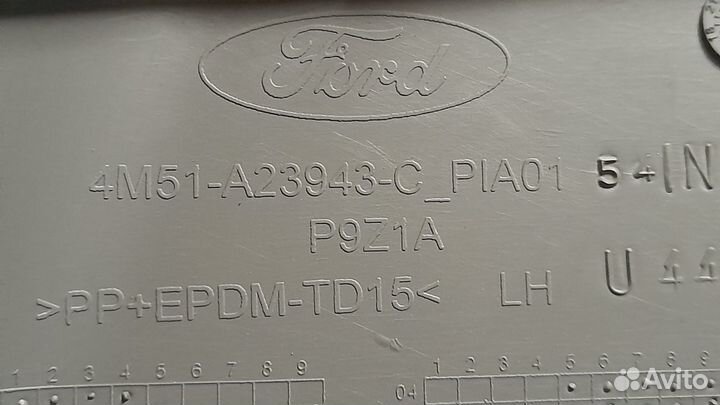 Ford
4M51-A23943-C_PIA01 54IN
P9Z1A
>PP+EPDM-TD15< LH U 44
1 2 3 4 5 6 7 8 9 1 2 3 4 5 6 7 8 9
04
Avito